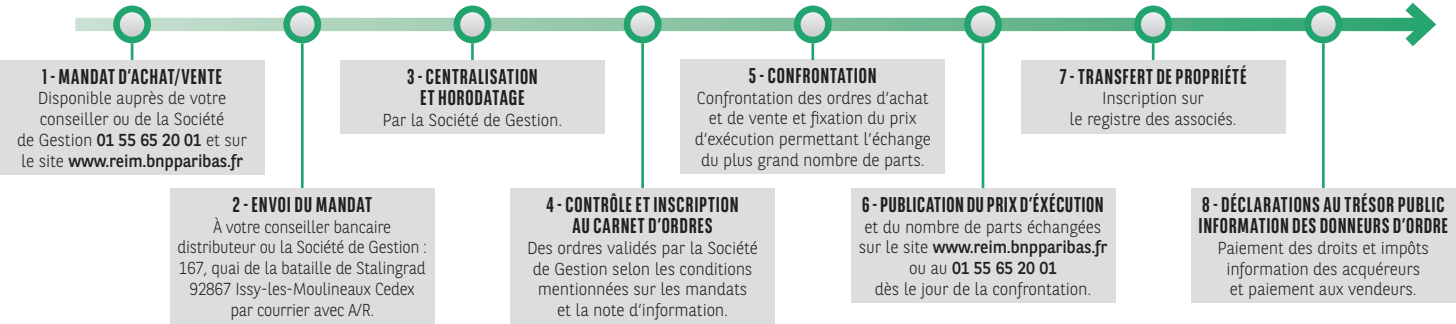 1 - MANDAT D'ACHAT/VENTE
Disponible auprès de votre
conseiller ou de la Société
de Gestion 01 55 65 20 01 et sur
le site www.reim.bnpparibas.fr
2 - ENVOI DU MANDAT
À votre conseiller bancaire
distributeur ou la Société de Gestion :
167, quai de la bataille de Stalingrad
92867 Issy-les-Moulineaux Cedex
par courrier avec A/R.
3 - CENTRALISATION
ET HORODATAGE
Par la Société de Gestion.
4 - CONTRÔLE ET INSCRIPTION
AU CARNET D'ORDRES
Des ordres validés par la Société
de Gestion selon les conditions
mentionnées sur les mandats
et la note d'information.
5 - CONFRONTATION
Confrontation des ordres d'achat
et de vente et fixation du prix
d'exécution permettant l'échange
du plus grand nombre de parts.
6 - PUBLICATION DU PRIX D'ÉXÉCUTION
et du nombre de parts échangées
sur le site www.reim.bnpparibas.fr
ou au 01 55 65 20 01
dès le jour de la confrontation.
7 - TRANSFERT DE PROPRIÉTÉ
Inscription sur
le registre des associés.
8 - DÉCLARATIONS AU TRÉSOR PUBLIC
INFORMATION DES DONNEURS D'ORDRE
Paiement des droits et impôts
information des acquéreurs
et paiement aux vendeurs.